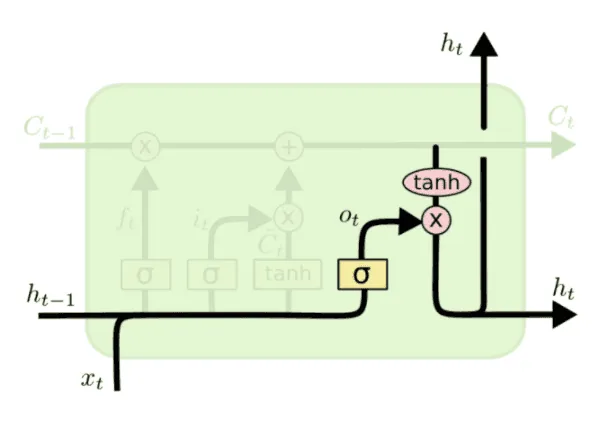 h_t
C_{t-1} C_t
x +
tanh
f_t i_t x o_t x
C̃_t
σ σ tanh σ
h_{t-1} h_t
x_t